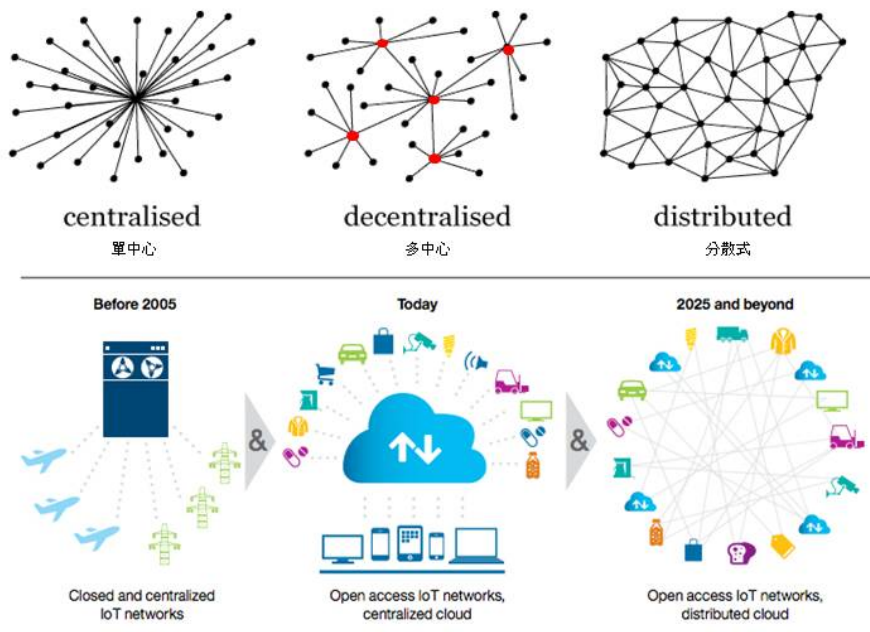 centralised
單中心
decentralised
多中心
distributed
分散式
Before 2005
Today
2025 and beyond
&
&
Closed and centralized
IoT networks
Open access IoT networks,
centralized cloud
Open access IoT networks,
distributed cloud